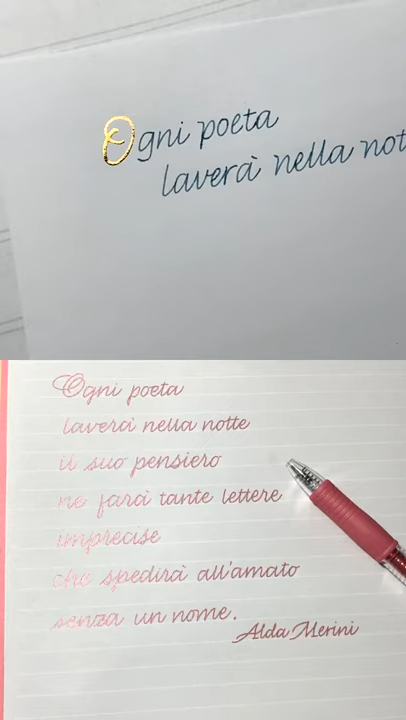 Ogni poeta
laverà nella not
Ogni poeta
laverà nella notte
il suo pensiero
ne farà tante lettere
imprecise
che spedirà all'amato
senza un nome.
Alda Merini